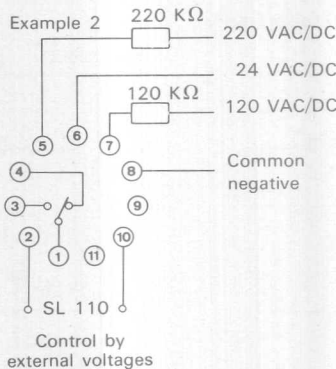 Example 2
220 KΩ
220 VAC/DC
24 VAC/DC
120 KΩ
120 VAC/DC
5
6
7
4
8
Common
negative
3
9
2
10
1
11
SL 110
Control by
external voltages